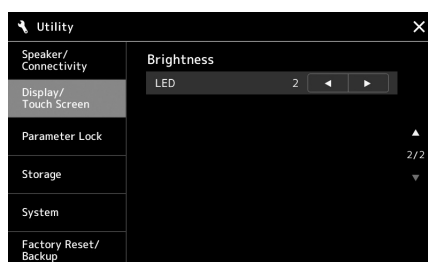 Utility
Speaker/
Connectivity
Display/
Touch Screen
Parameter Lock
Storage
System
Factory Reset/
Backup
Brightness
LED 2
2/2